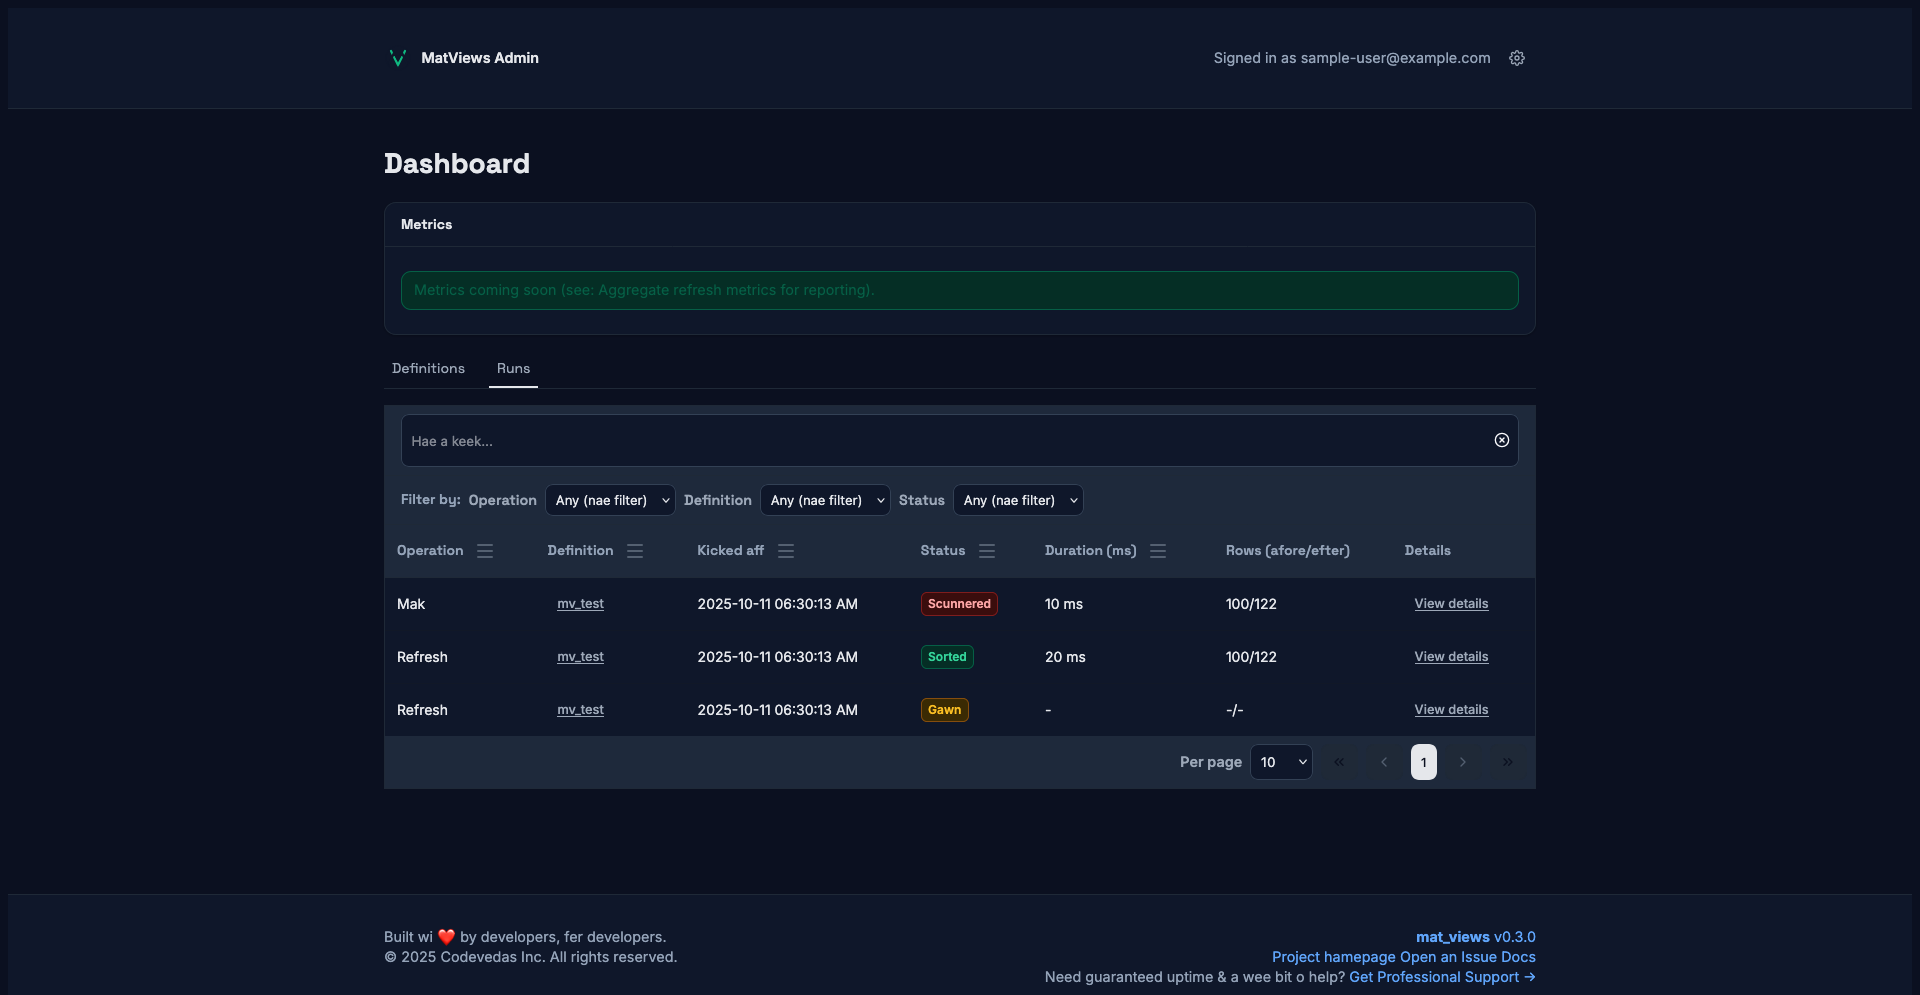 MatViews Admin
Signed in as sample-user@example.com
Dashboard
Metrics
Metrics coming soon (see: Aggregate refresh metrics for reporting).
Definitions Runs
Hae a keek...
Filter by: Operation Any (nae filter) Definition Any (nae filter) Status Any (nae filter)
Operation Definition Kicked aff Status Duration (ms) Rows (afore/efter) Details
Mak mv_test 2025-10-11 06:30:13 AM Scunnered 10 ms 100/122 View details
Refresh mv_test 2025-10-11 06:30:13 AM Sorted 20 ms 100/122 View details
Refresh mv_test 2025-10-11 06:30:13 AM Gawn - -/- View details
Per page 10 « ‹ 1 › »
Built wi ❤️ by developers, fer developers.
© 2025 Codevedas Inc. All rights reserved.
mat_views v0.3.0
Project hamepage Open an Issue Docs
Need guaranteed uptime & a wee bit o help? Get Professional Support →